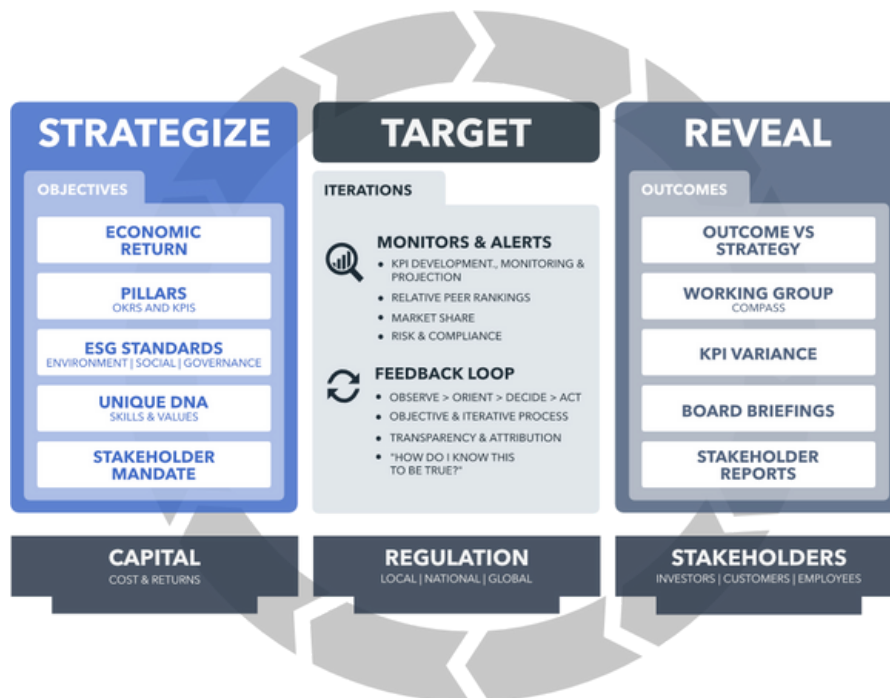 STRATEGIZE
OBJECTIVES
ECONOMIC
RETURN
PILLARS
OKRS AND KPIS
ESG STANDARDS
ENVIRONMENT | SOCIAL | GOVERNANCE
UNIQUE DNA
SKILLS & VALUES
STAKEHOLDER
MANDATE
TARGET
ITERATIONS
MONITORS & ALERTS
• KPI DEVELOPMENT., MONITORING &
PROJECTION
• RELATIVE PEER RANKINGS
• MARKET SHARE
• RISK & COMPLIANCE
FEEDBACK LOOP
• OBSERVE > ORIENT > DECIDE > ACT
• OBJECTIVE & ITERATIVE PROCESS
• TRANSPARENCY & ATTRIBUTION
• "HOW DO I KNOW THIS
TO BE TRUE?"
REVEAL
OUTCOMES
OUTCOME VS
STRATEGY
WORKING GROUP
COMPASS
KPI VARIANCE
BOARD BRIEFINGS
STAKEHOLDER
REPORTS
CAPITAL
COST & RETURNS
REGULATION
LOCAL | NATIONAL | GLOBAL
STAKEHOLDERS
INVESTORS | CUSTOMERS | EMPLOYEES